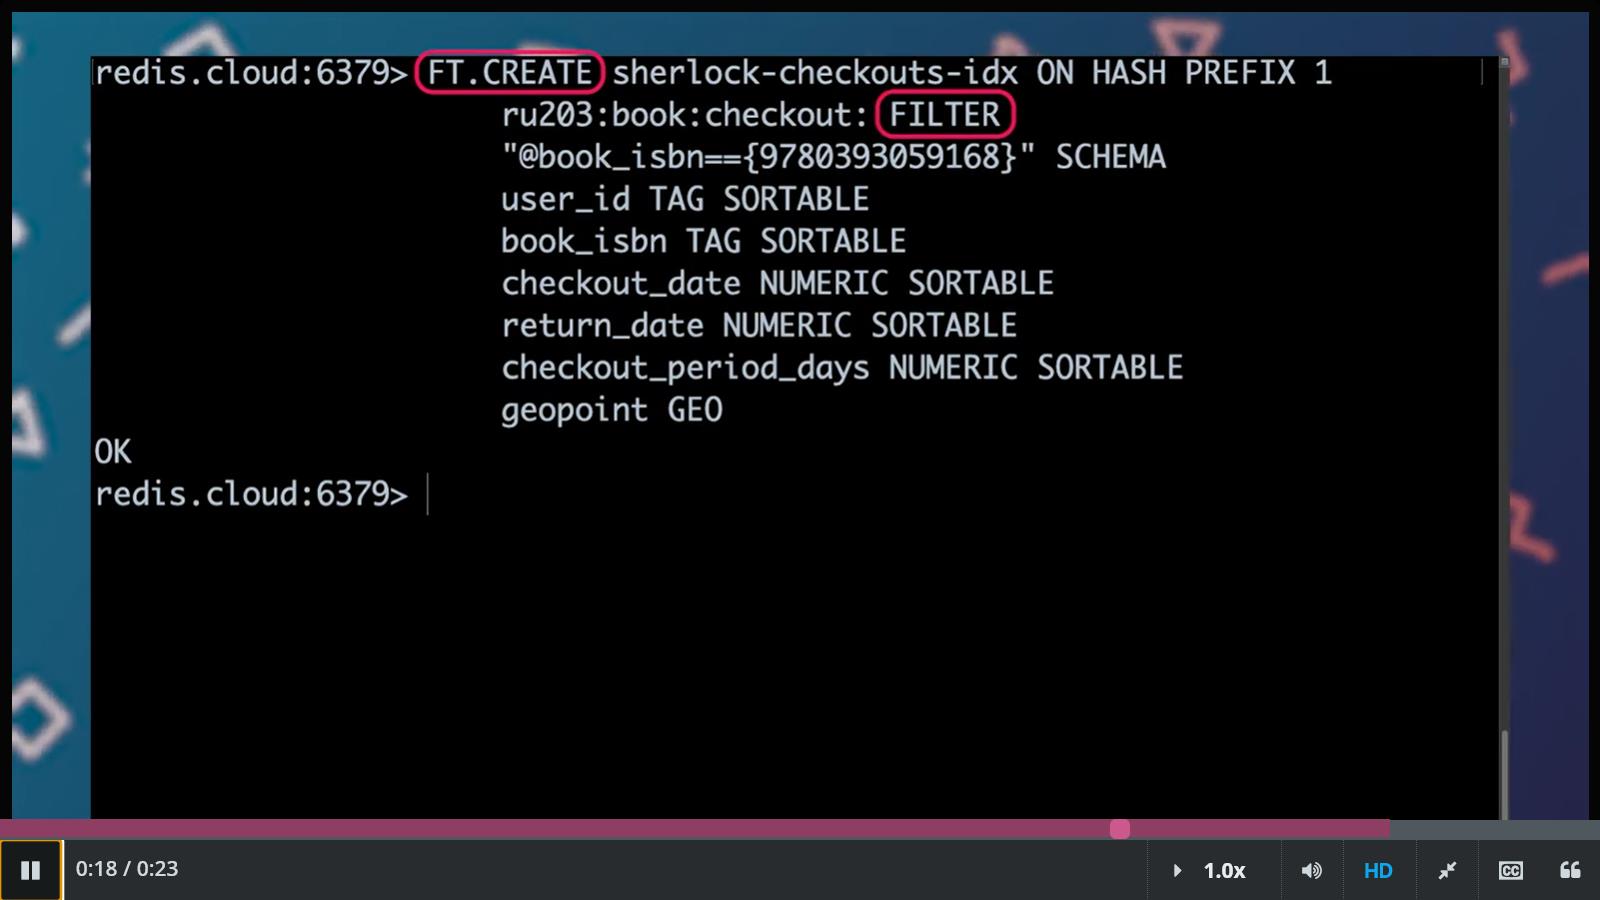 redis.cloud:6379> FT.CREATE sherlock-checkouts-idx ON HASH PREFIX 1
ru203:book:checkout: FILTER
"@book_isbn=={9780393059168}" SCHEMA
user_id TAG SORTABLE
book_isbn TAG SORTABLE
checkout_date NUMERIC SORTABLE
return_date NUMERIC SORTABLE
checkout_period_days NUMERIC SORTABLE
geopoint GEO
OK
redis.cloud:6379>
0:18 / 0:23 1.0x HD CC